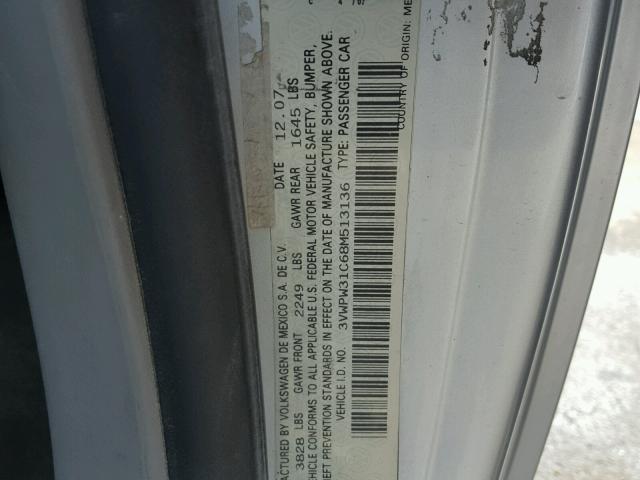 DATE 12.07
ACTURED BY VOLKSWAGEN DE MEXICO S.A. DE C.V.
3828 LBS GAWR FRONT 2249 LBS GAWR REAR 1645 LBS
EHICLE CONFORMS TO ALL APPLICABLE U.S. FEDERAL MOTOR VEHICLE SAFETY, BUMPER,
EFT PREVENTION STANDARDS IN EFFECT ON THE DATE OF MANUFACTURE SHOWN ABOVE.
VEHICLE I.D. NO. 3VWPW31C68M513136 TYPE: PASSENGER CAR
COUNTRY OF ORIGIN: ME